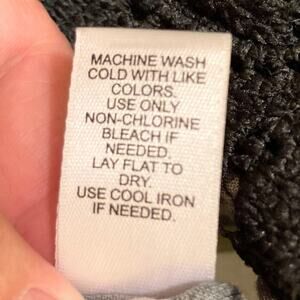 MACHINE WASH
COLD WITH LIKE
COLORS.
USE ONLY
NON-CHLORINE
BLEACH IF
NEEDED.
LAY FLAT TO
DRY.
USE COOL IRON
IF NEEDED.